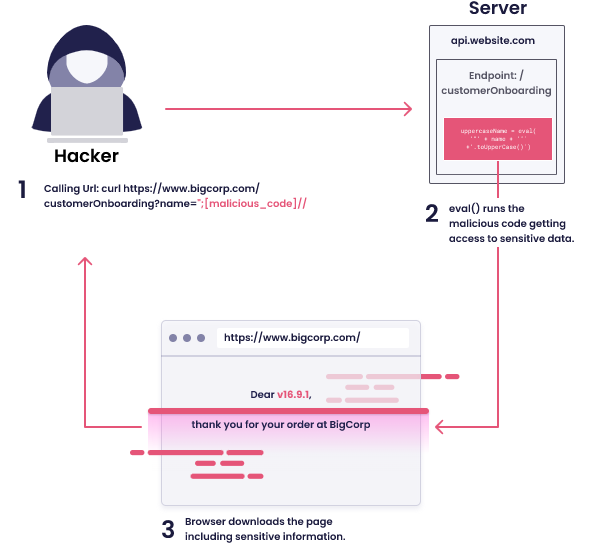 Server
api.website.com
Endpoint: /
customerOnboarding
uppercaseName = eval(
'"' + name + '"'
+'.toUpperCase()')
Hacker
1
Calling Url: curl https://www.bigcorp.com/
customerOnboarding?name=";[malicious_code]//
2
eval() runs the
malicious code getting
access to sensitive data.
https://www.bigcorp.com/
Dear v16.9.1,
thank you for your order at BigCorp
3
Browser downloads the page
including sensitive information.